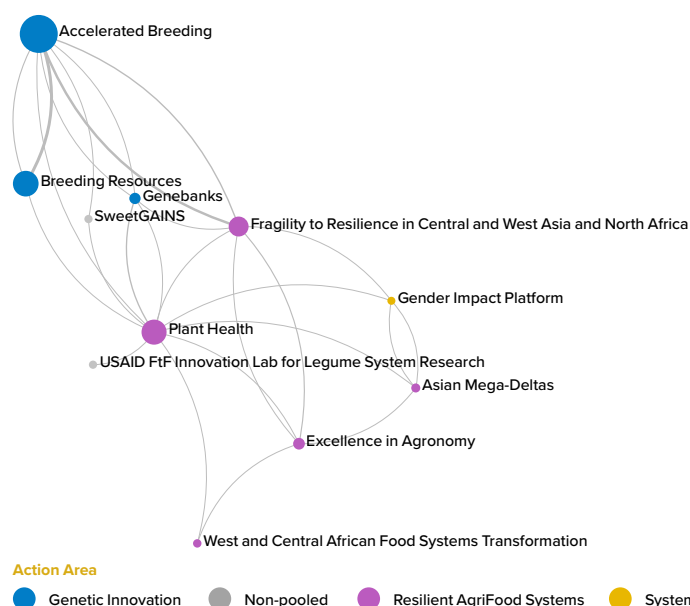 Accelerated Breeding
Breeding Resources
Genebanks
SweetGAINS
Fragility to Resilience in Central and West Asia and North Africa
Gender Impact Platform
Plant Health
USAID FtF Innovation Lab for Legume System Research
Asian Mega-Deltas
Excellence in Agronomy
West and Central African Food Systems Transformation
Action Area
Genetic Innovation Non-pooled Resilient AgriFood Systems System